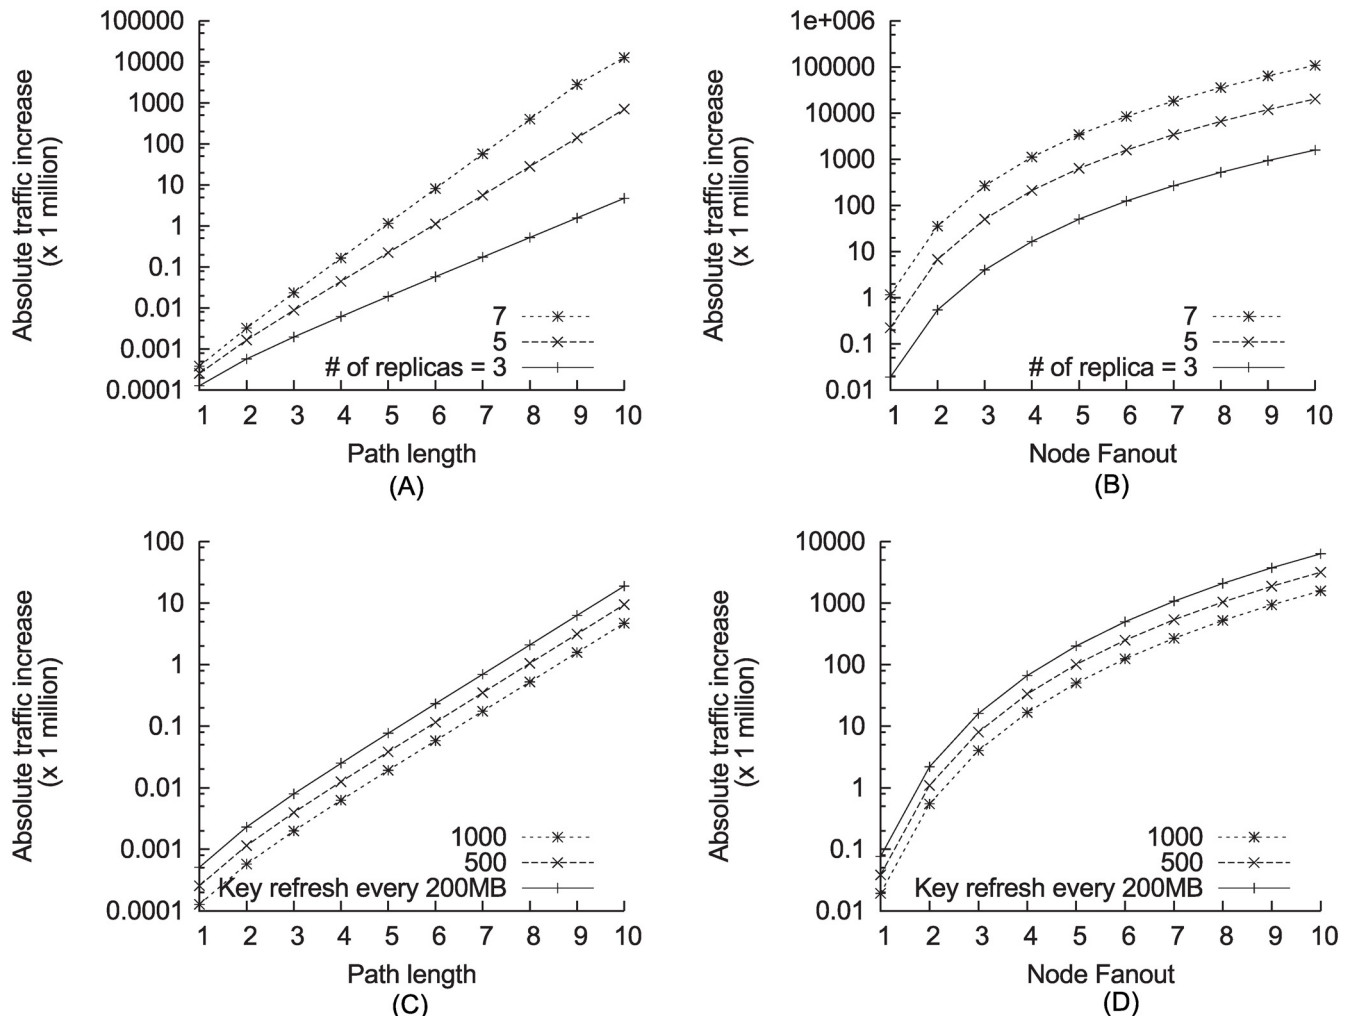 100000
10000
1000
100
10
1
0.1
0.01
0.001
0.0001
Absolute traffic increase
(x 1 million)
7
5
# of replicas = 3
1 2 3 4 5 6 7 8 9 10
Path length
(A)
1e+006
100000
10000
1000
100
10
1
0.1
0.01
Absolute traffic increase
(x 1 million)
7
5
# of replica = 3
1 2 3 4 5 6 7 8 9 10
Node Fanout
(B)
100
10
1
0.1
0.01
0.001
0.0001
Absolute traffic increase
(x 1 million)
1000
500
Key refresh every 200MB
1 2 3 4 5 6 7 8 9 10
Path length
(C)
10000
1000
100
10
1
0.1
0.01
Absolute traffic increase
(x 1 million)
1000
500
Key refresh every 200MB
1 2 3 4 5 6 7 8 9 10
Node Fanout
(D)